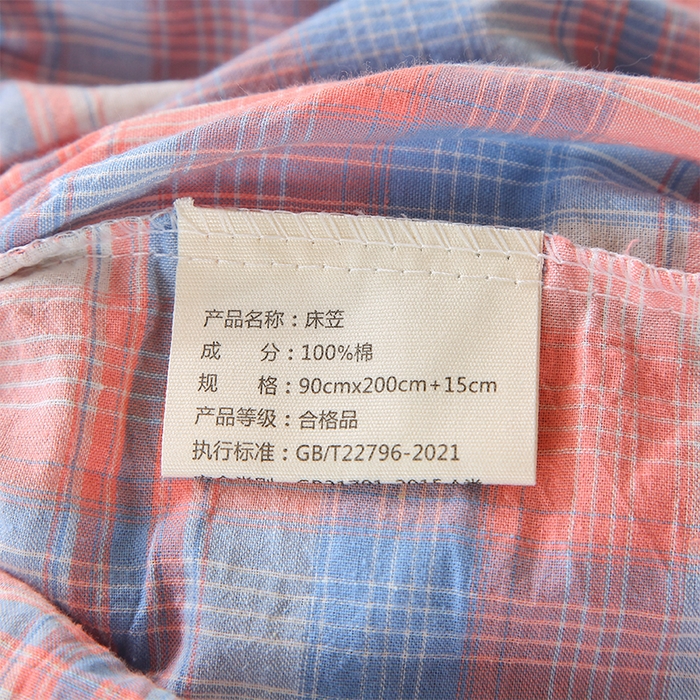 产品名称：床笠
成 分：100%棉
规 格：90cmx200cm+15cm
产品等级：合格品
执行标准：GB/T22796-2021